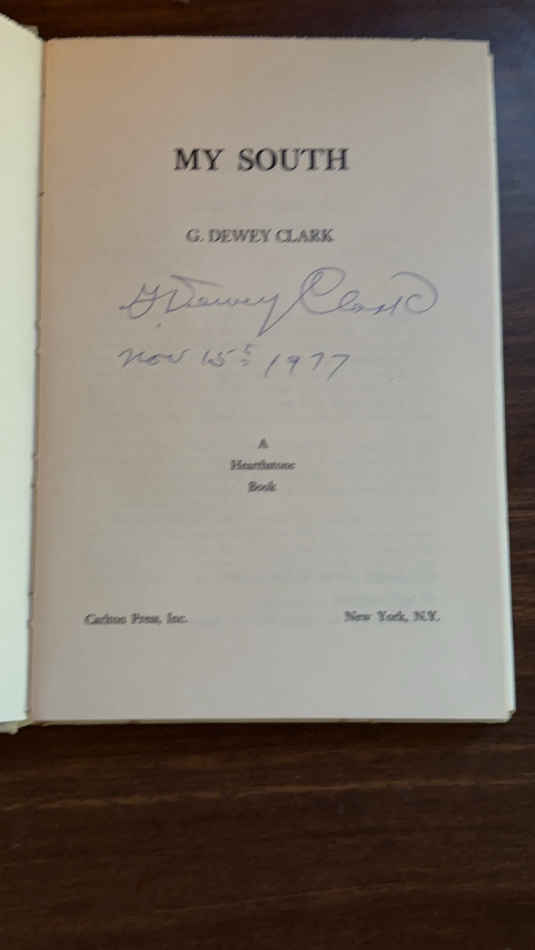 MY SOUTH
G. DEWEY CLARK
G. Dewey Clark
Nov 15th 1977
A
Hearthstone
Book
Carlton Press, Inc.
New York, N.Y.